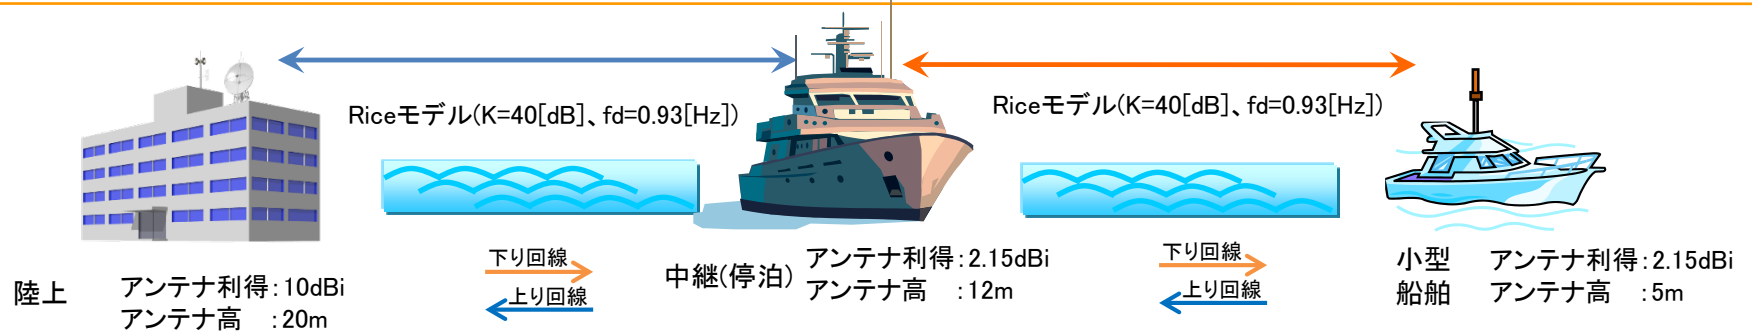 Riceモデル(K=40[dB]、fd=0.93[Hz])
Riceモデル(K=40[dB]、fd=0.93[Hz])
下り回線
上り回線
下り回線
上り回線
陸上
アンテナ利得:10dBi
アンテナ高 :20m
中継(停泊)
アンテナ利得:2.15dBi
アンテナ高 :12m
小型
船舶
アンテナ利得:2.15dBi
アンテナ高 :5m